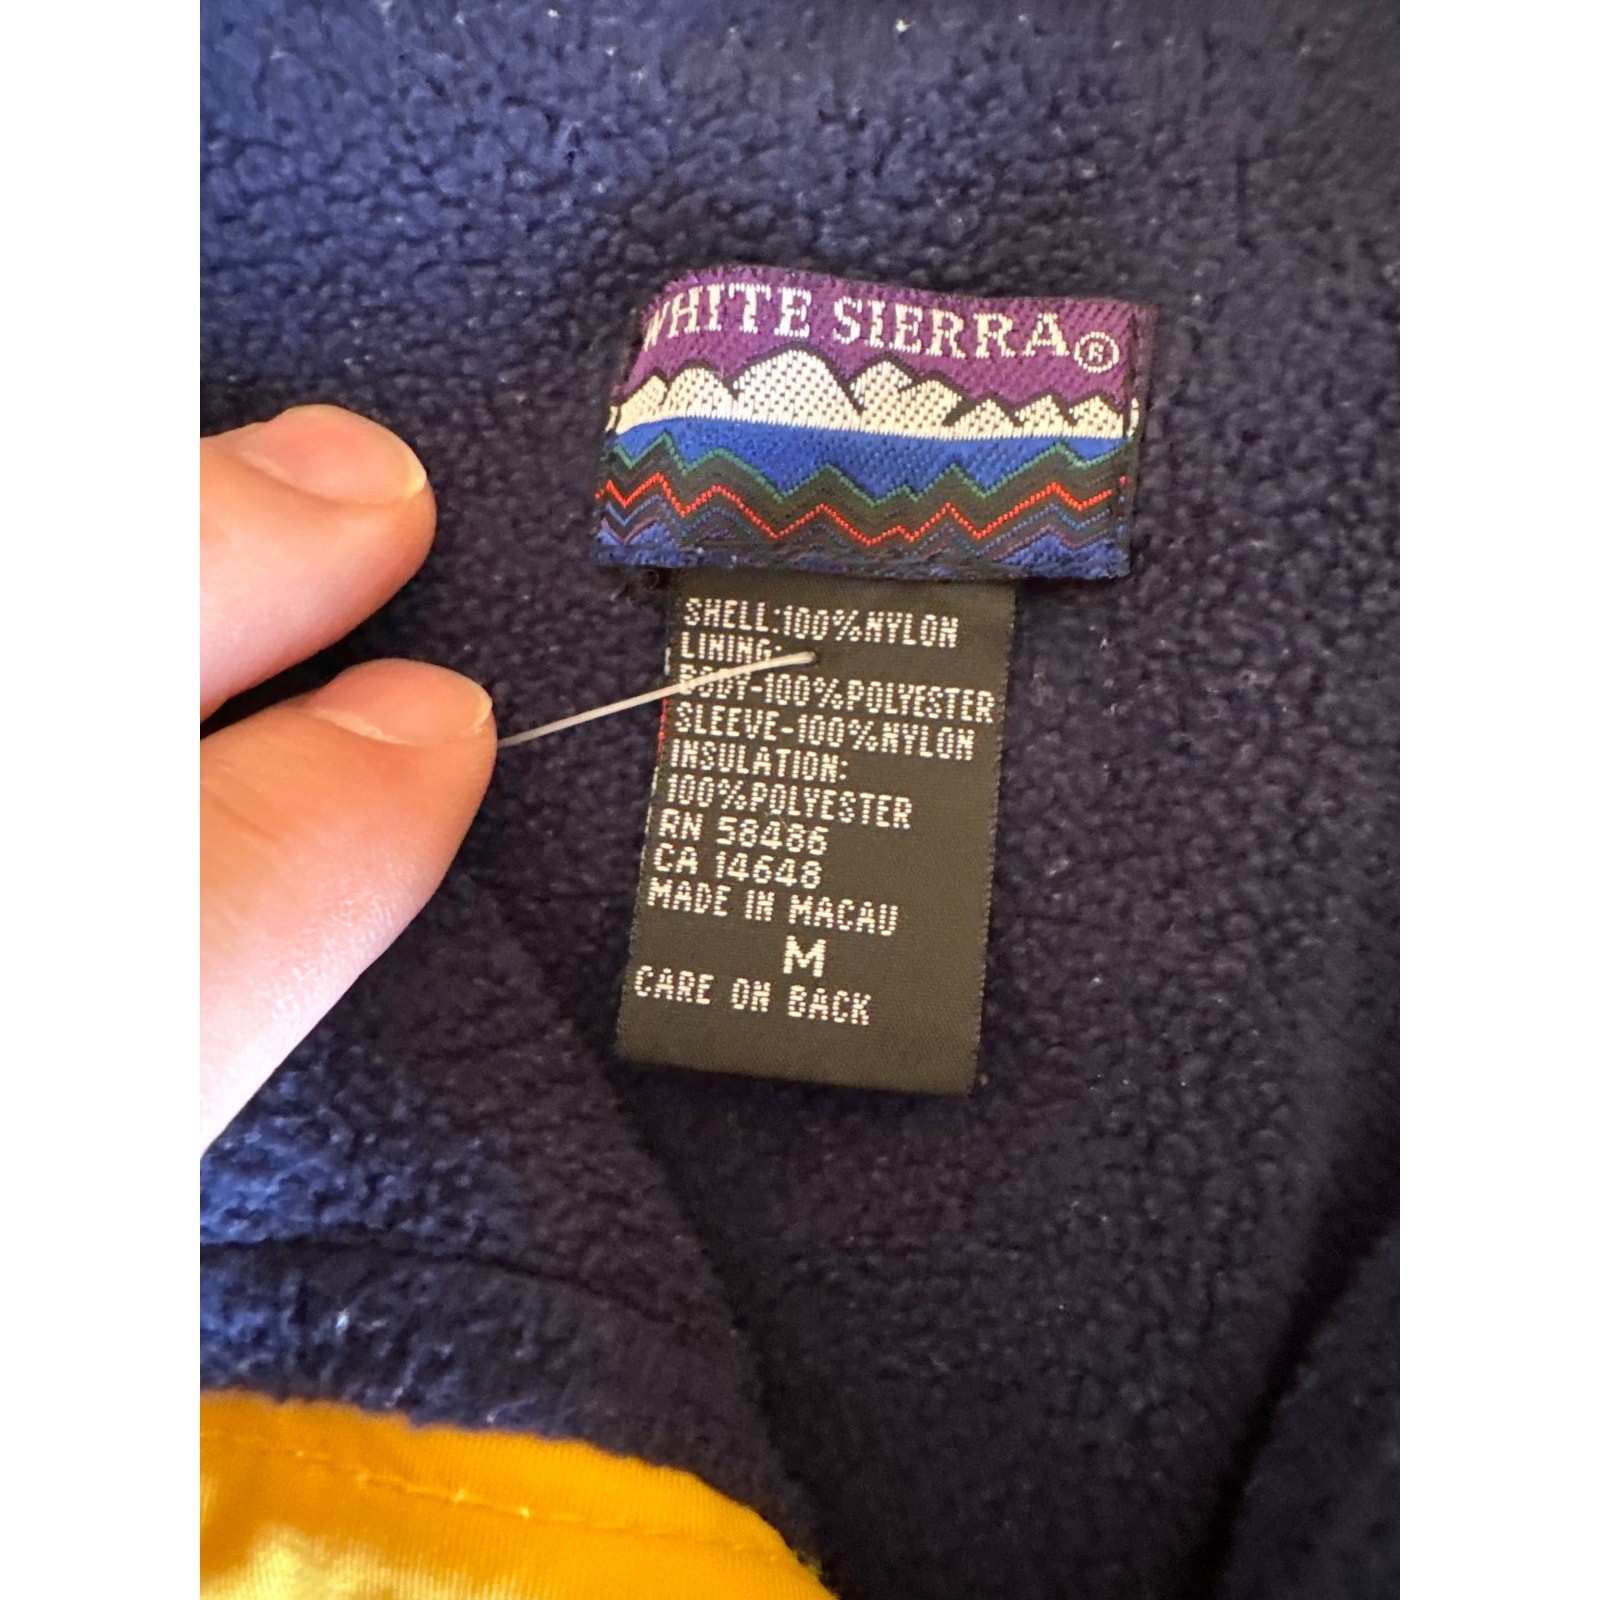 WHITE SIERRA®
SHELL:100%NYLON
LINING:
BODY-100%POLYESTER
SLEEVE-100%NYLON
INSULATION:
100%POLYESTER
RN 58486
CA 14648
MADE IN MACAU
M
CARE ON BACK